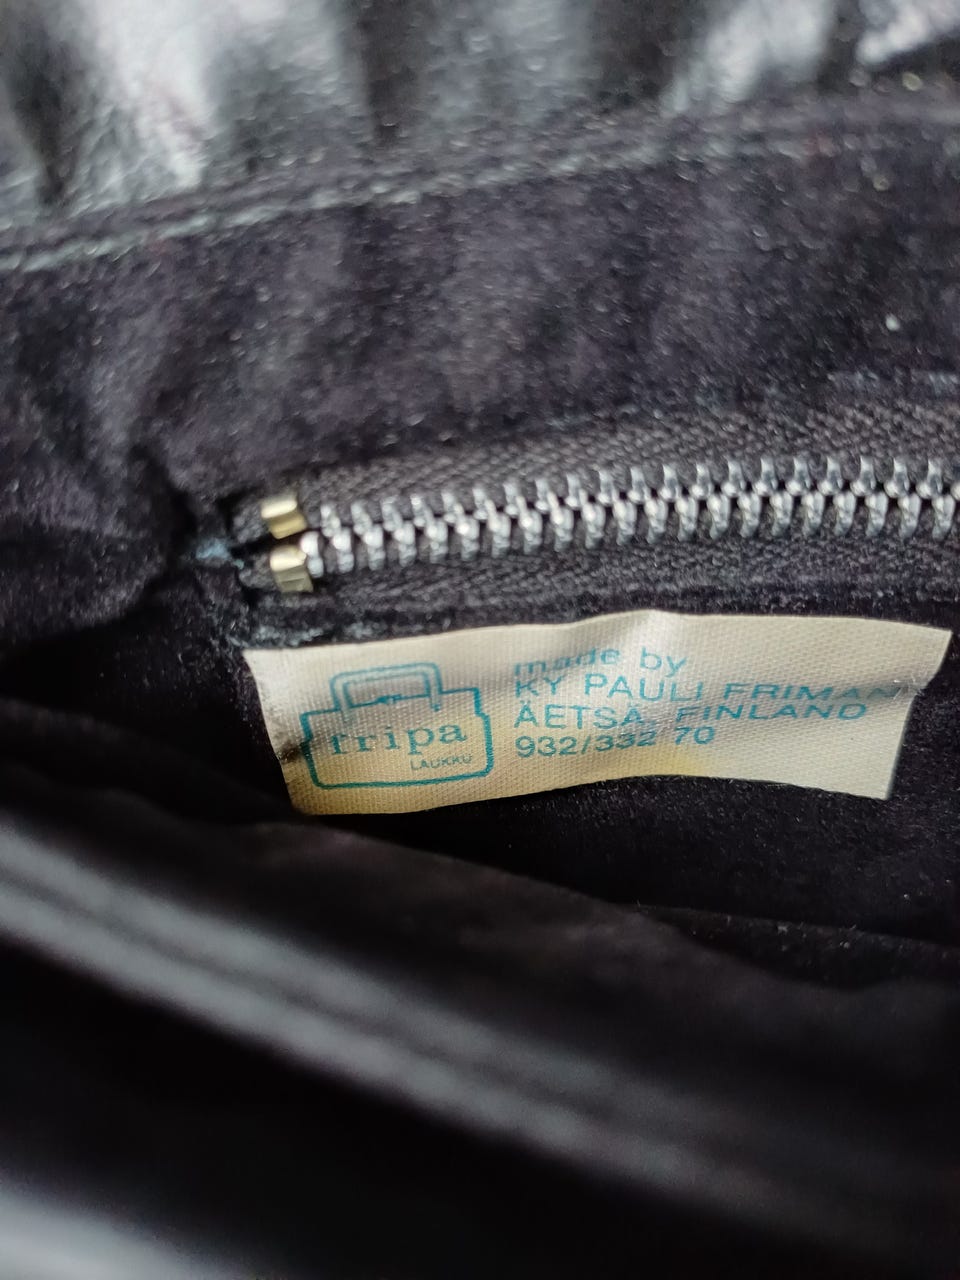 fripa
LAUKKU
made by
KY PAULI FRIMAN
ÄETSÄ, FINLAND
932/332 70